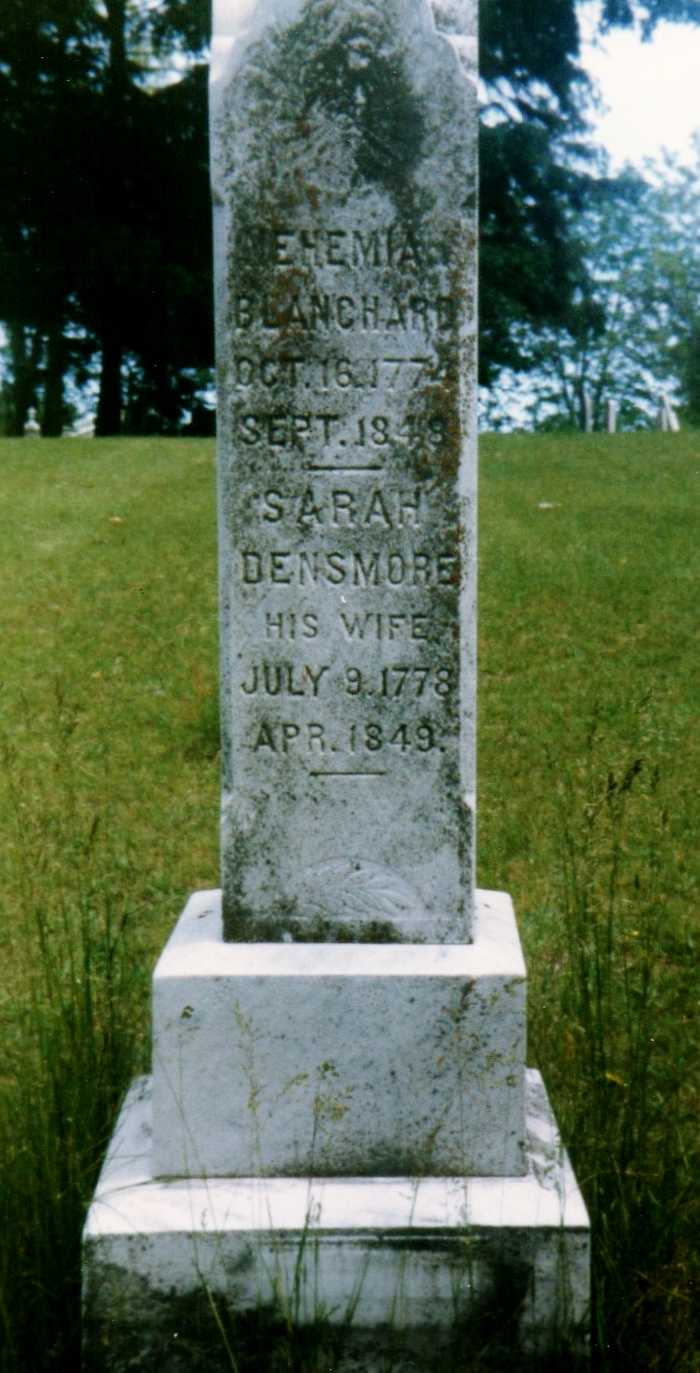 NEHEMIAH
BLANCHARD
OCT. 16. 1774
SEPT. 1848
SARAH
DENSMORE
HIS WIFE.
JULY 9. 1778
APR. 1849.